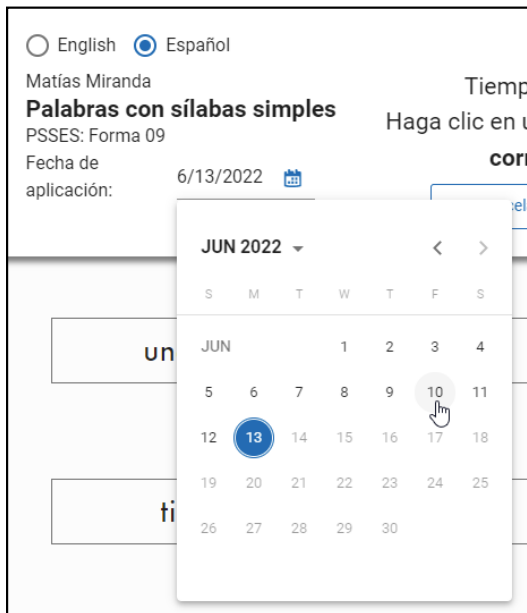 English Español
Matías Miranda
Palabras con sílabas simples
PSSES: Forma 09
Fecha de
aplicación:
6/13/2022
Haga clic en
JUN 2022
S M T W T F S
JUN 1 2 3 4
5 6 7 8 9 10 11
12 13 14 15 16 17 18
19 20 21 22 23 24 25
26 27 28 29 30
un
ti